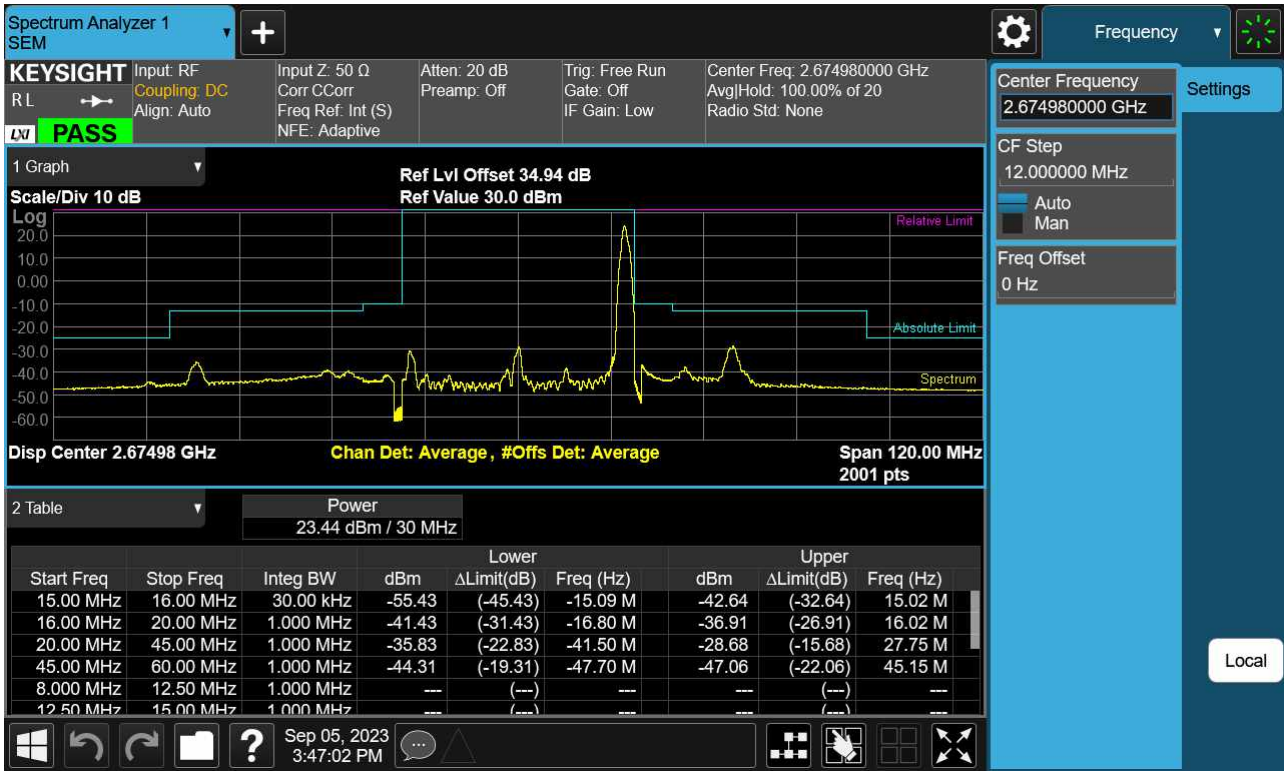 Spectrum Analyzer 1
SEM
Frequency
KEYSIGHT
R L
LXI
PASS
Input: RF
Coupling: DC
Align: Auto
Input Z: 50 Ω
Corr CCorr
Freq Ref: Int (S)
NFE: Adaptive
Atten: 20 dB
Preamp: Off
Trig: Free Run
Gate: Off
IF Gain: Low
Center Freq: 2.674980000 GHz
Avg|Hold: 100.00% of 20
Radio Std: None
Center Frequency
2.674980000 GHz
Settings
CF Step
12.000000 MHz
Auto
Man
Freq Offset
0 Hz
Local
1 Graph
Scale/Div 10 dB
Ref Lvl Offset 34.94 dB
Ref Value 30.0 dBm
Log
20.0
10.0
0.00
-10.0
-20.0
-30.0
-40.0
-50.0
-60.0
Relative Limit
Absolute Limit
Spectrum
Disp Center 2.67498 GHz
Chan Det: Average, #Offs Det: Average
Span 120.00 MHz
2001 pts
2 Table
Power
23.44 dBm / 30 MHz
Lower Upper
Start Freq Stop Freq Integ BW dBm ΔLimit(dB) Freq (Hz) dBm ΔLimit(dB) Freq (Hz)
15.00 MHz 16.00 MHz 30.00 kHz -55.43 (-45.43) -15.09 M -42.64 (-32.64) 15.02 M
16.00 MHz 20.00 MHz 1.000 MHz -41.43 (-31.43) -16.80 M -36.91 (-26.91) 16.02 M
20.00 MHz 45.00 MHz 1.000 MHz -35.83 (-22.83) -41.50 M -28.68 (-15.68) 27.75 M
45.00 MHz 60.00 MHz 1.000 MHz -44.31 (-19.31) -47.70 M -47.06 (-22.06) 45.15 M
8.000 MHz 12.50 MHz 1.000 MHz --- (---) --- --- (---) ---
12.50 MHz 15.00 MHz 1.000 MHz --- (---) --- --- (---) ---
?
Sep 05, 2023
3:47:02 PM